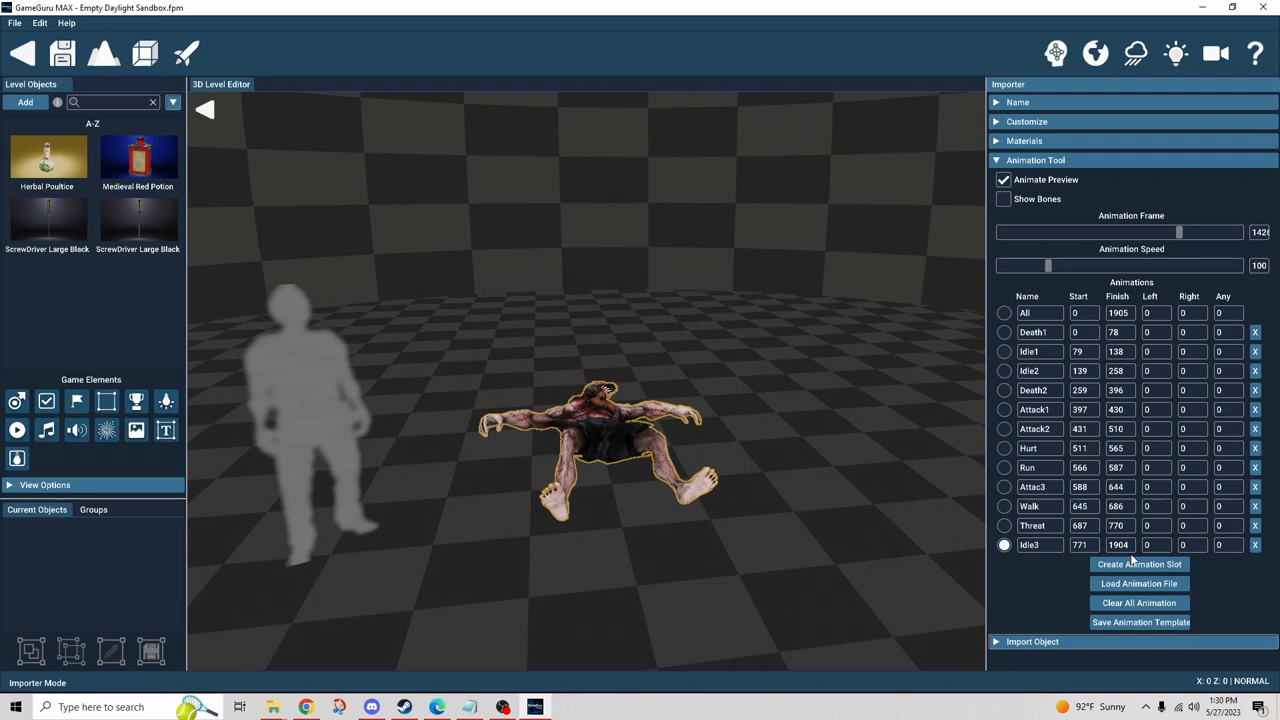 GameGuru MAX - Empty Daylight Sandbox.fpm
File Edit Help
Level Objects
Add
A-Z
Herbal Poultice Medieval Red Potion
ScrewDriver Large Black ScrewDriver Large Black
Game Elements
View Options
Current Objects Groups
3D Level Editor
Importer
Name
Customize
Materials
Animation Tool
Animate Preview
Show Bones
Animation Frame
142
Animation Speed
100
Animations
Name Start Finish Left Right Any
All 0 1905 0 0 0
Death1 0 78 0 0 0 X
Idle1 79 138 0 0 0 X
Idle2 139 258 0 0 0 X
Death2 259 396 0 0 0 X
Attack1 397 430 0 0 0 X
Attack2 431 510 0 0 0 X
Hurt 511 565 0 0 0 X
Run 566 587 0 0 0 X
Attac3 588 644 0 0 0 X
Walk 645 686 0 0 0 X
Threat 687 770 0 0 0 X
Idle3 771 1904 0 0 0 X
Create Animation Slot
Load Animation File
Clear All Animation
Save Animation Template
Import Object
Importer Mode
X: 0 Z: 0 | NORMAL
Type here to search
92°F Sunny
1:30 PM
5/27/2023